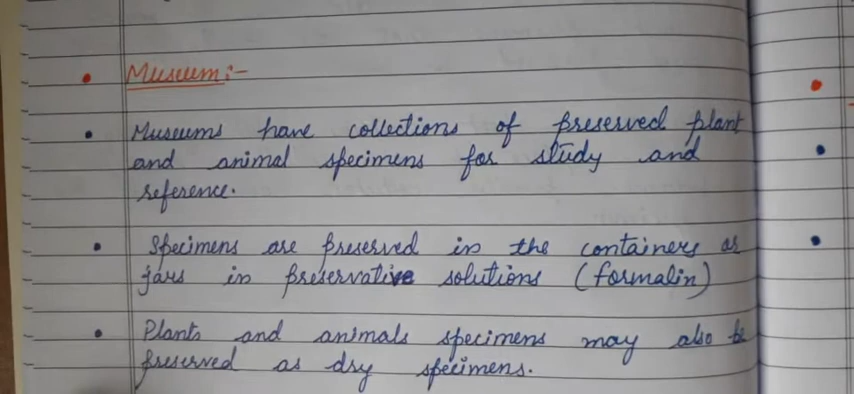 Museum:-
Museums have collections of preserved plant
and animal specimens for study and
reference.
Specimens are preserved in the containers or
jars in preservative solutions (formalin)
Plants and animals specimens may also be
preserved as dry specimens.